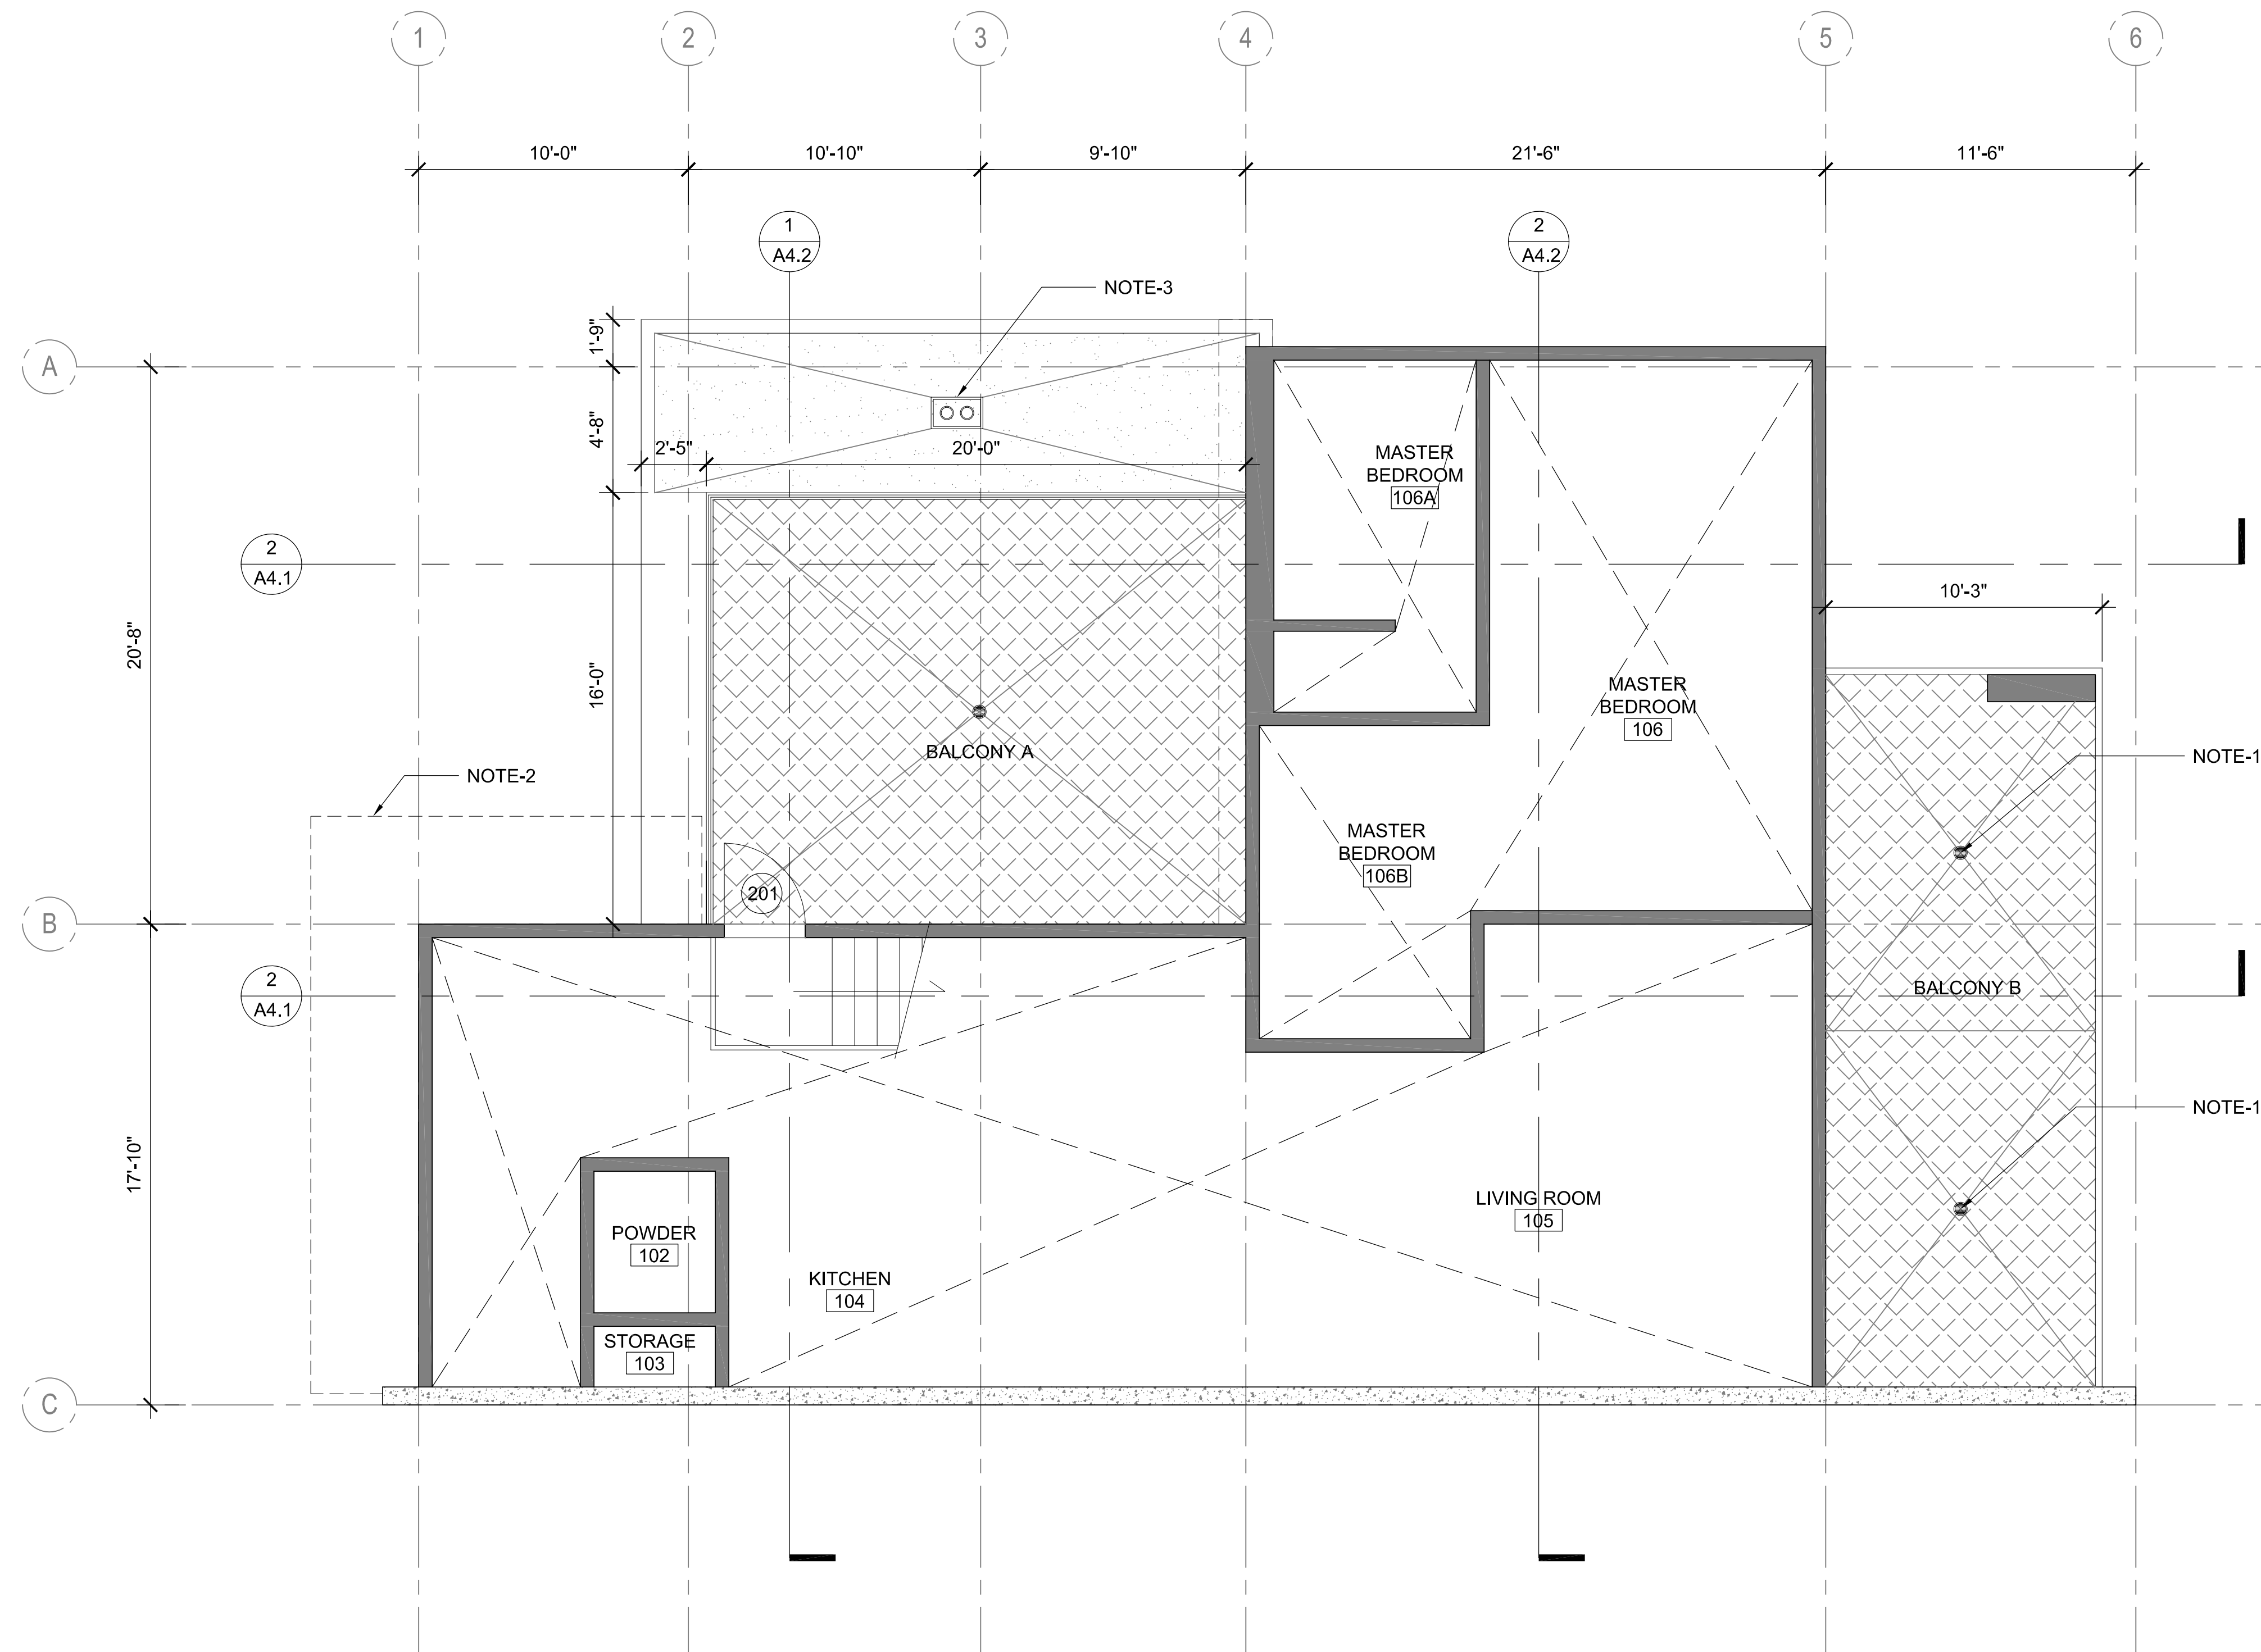 1
2
3
4
5
6
10'-0"
10'-10"
9'-10"
21'-6"
11'-6"
1
A4.2
2
A4.2
NOTE-3
1'-9"
A
4'-8"
2'-5"
20'-0"
MASTER
BEDROOM
106A
2
A4.1
10'-3"
20'-8"
16'-0"
MASTER
BEDROOM
106
BALCONY A
NOTE-1
NOTE-2
MASTER
BEDROOM
106B
201
B
2
A4.1
BALCONY B
NOTE-1
17'-10"
LIVING ROOM
105
POWDER
102
KITCHEN
104
STORAGE
103
C